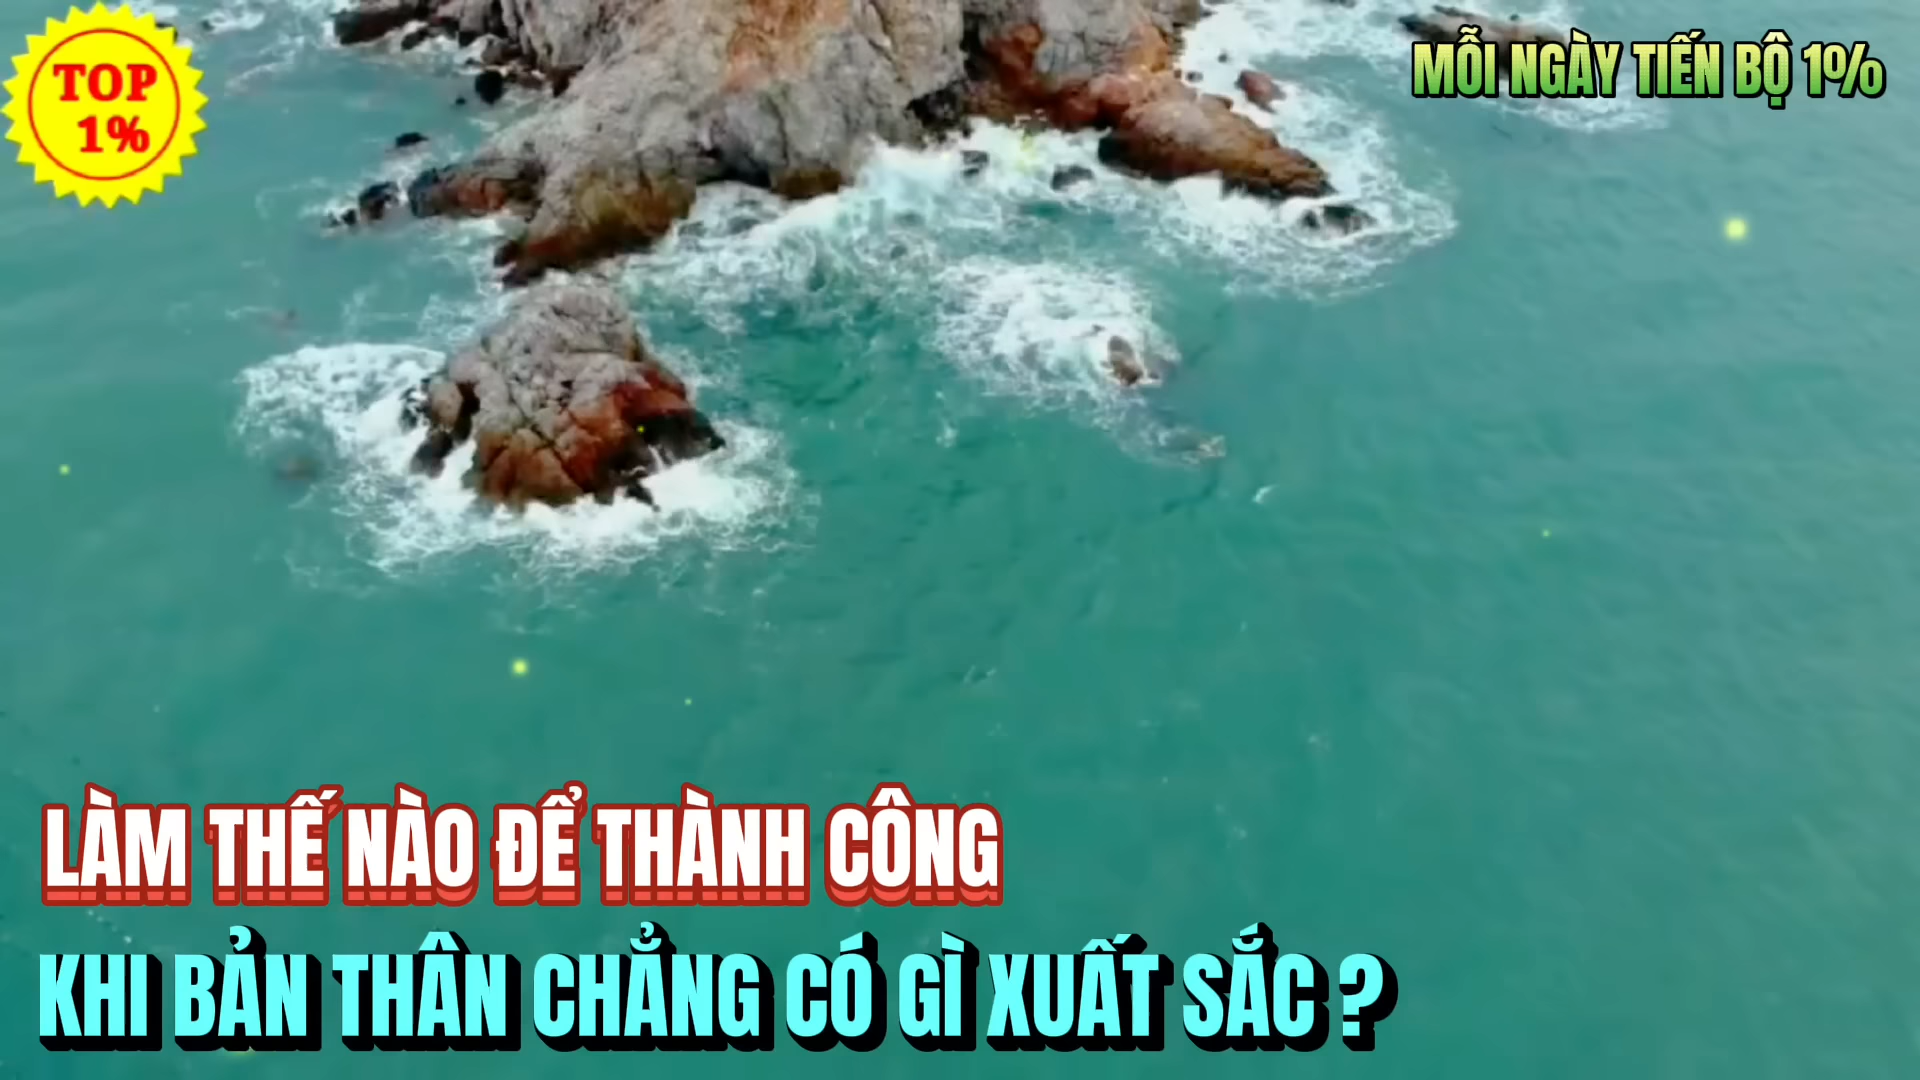 TOP
1%
MỖI NGÀY TIẾN BỘ 1%
LÀM THẾ NÀO ĐỂ THÀNH CÔNG
KHI BẢN THÂN CHẲNG CÓ GÌ XUẤT SẮC ?